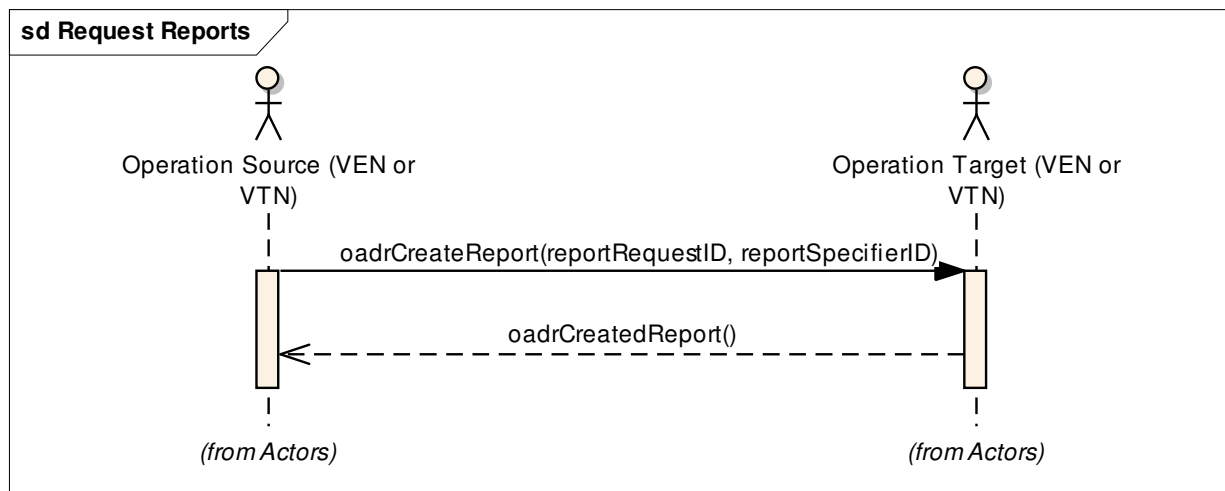 sd Request Reports
Operation Source (VEN or
VTN)
Operation Target (VEN or
VTN)
oadrCreateReport(reportRequestID, reportSpecifierID)
oadrCreatedReport()
(from Actors)
(from Actors)